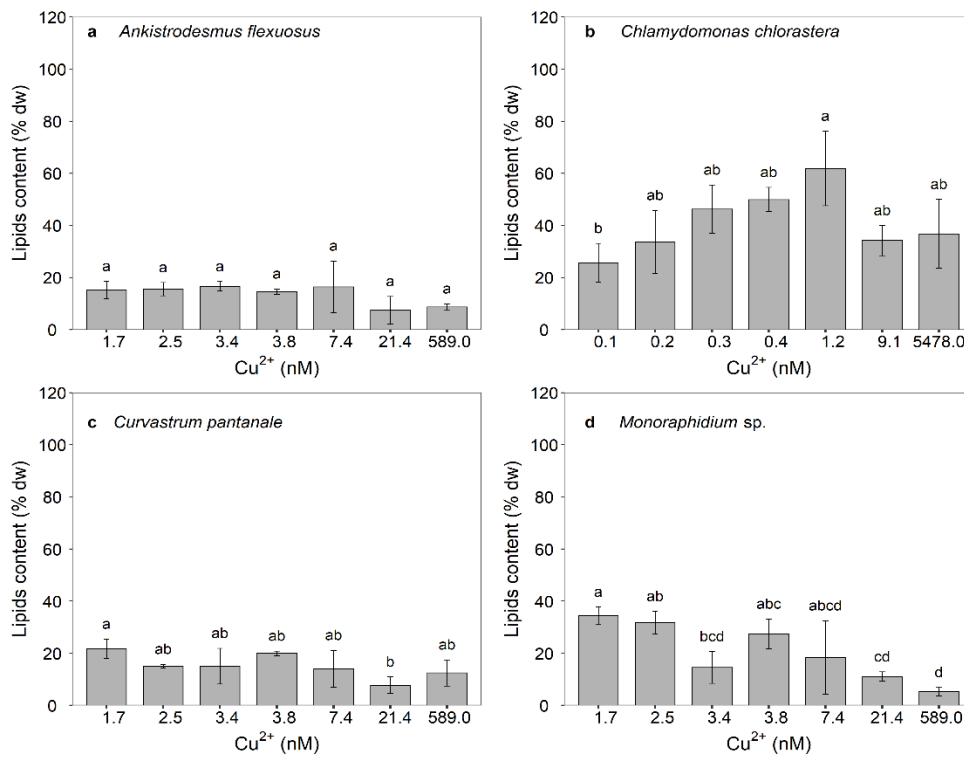 a Ankistrodesmus flexuosus
Lipids content (% dw)
120
100
80
60
40
20
0
a a a a a a a
1.7 2.5 3.4 3.8 7.4 21.4 589.0
Cu²⁺ (nM)
b Chlamydomonas chlorastera
Lipids content (% dw)
120
100
80
60
40
20
0
b ab ab ab a ab ab
0.1 0.2 0.3 0.4 1.2 9.1 5478.0
Cu²⁺ (nM)
c Curvastrum pantanale
Lipids content (% dw)
120
100
80
60
40
20
0
a ab ab ab ab b ab
1.7 2.5 3.4 3.8 7.4 21.4 589.0
Cu²⁺ (nM)
d Monoraphidium sp.
Lipids content (% dw)
120
100
80
60
40
20
0
a ab bcd abc abcd cd d
1.7 2.5 3.4 3.8 7.4 21.4 589.0
Cu²⁺ (nM)